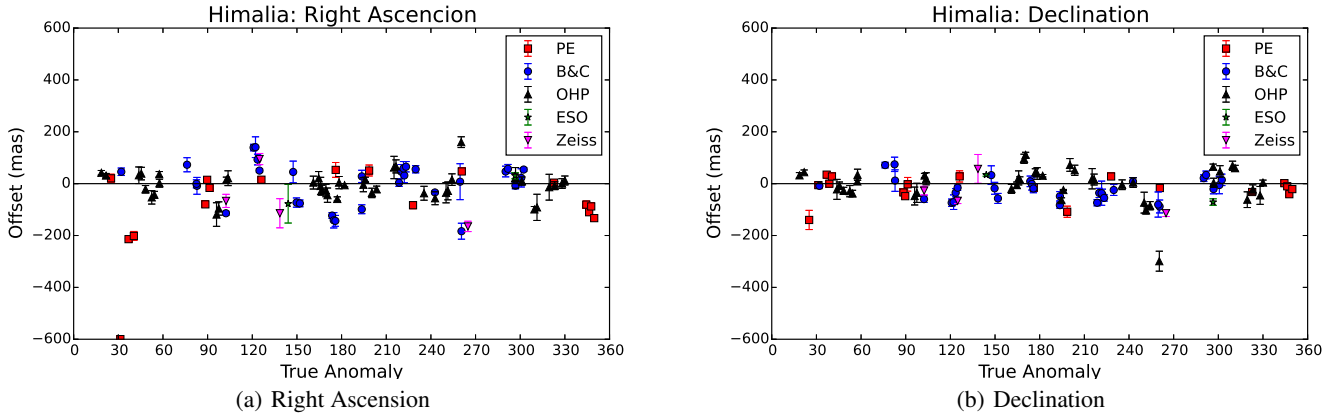 Himalia: Right Ascencion
600
400
200
0
−200
−400
−600
Offset (mas)
0 30 60 90 120 150 180 210 240 270 300 330 360
True Anomaly
PE
B&C
OHP
ESO
Zeiss
(a) Right Ascension
Himalia: Declination
600
400
200
0
−200
−400
−600
Offset (mas)
0 30 60 90 120 150 180 210 240 270 300 330 360
True Anomaly
PE
B&C
OHP
ESO
Zeiss
(b) Declination